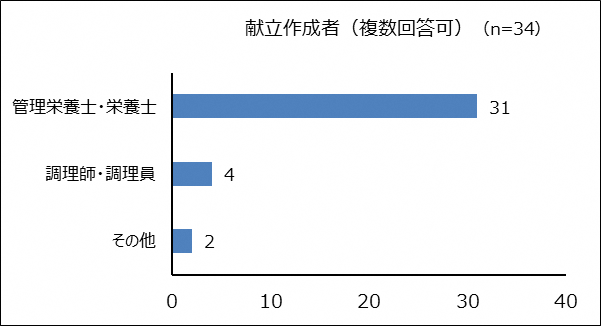 献立作成者（複数回答可）（n=34）
管理栄養士・栄養士 31
調理師・調理員 4
その他 2
0 10 20 30 40